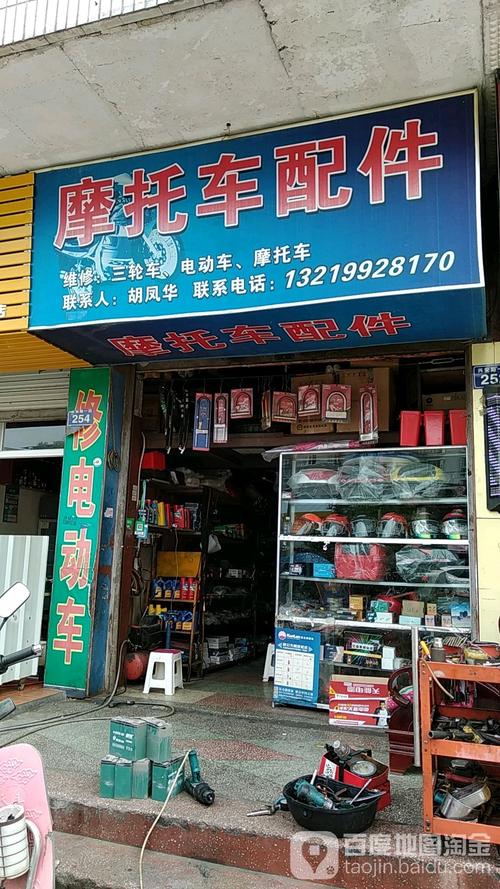 摩托车配件
维修、三轮车、电动车、摩托车
联系人：胡凤华 联系电话：13219928170
摩托车配件
254
修电动车
百度地图淘金
taojin.baidu.com